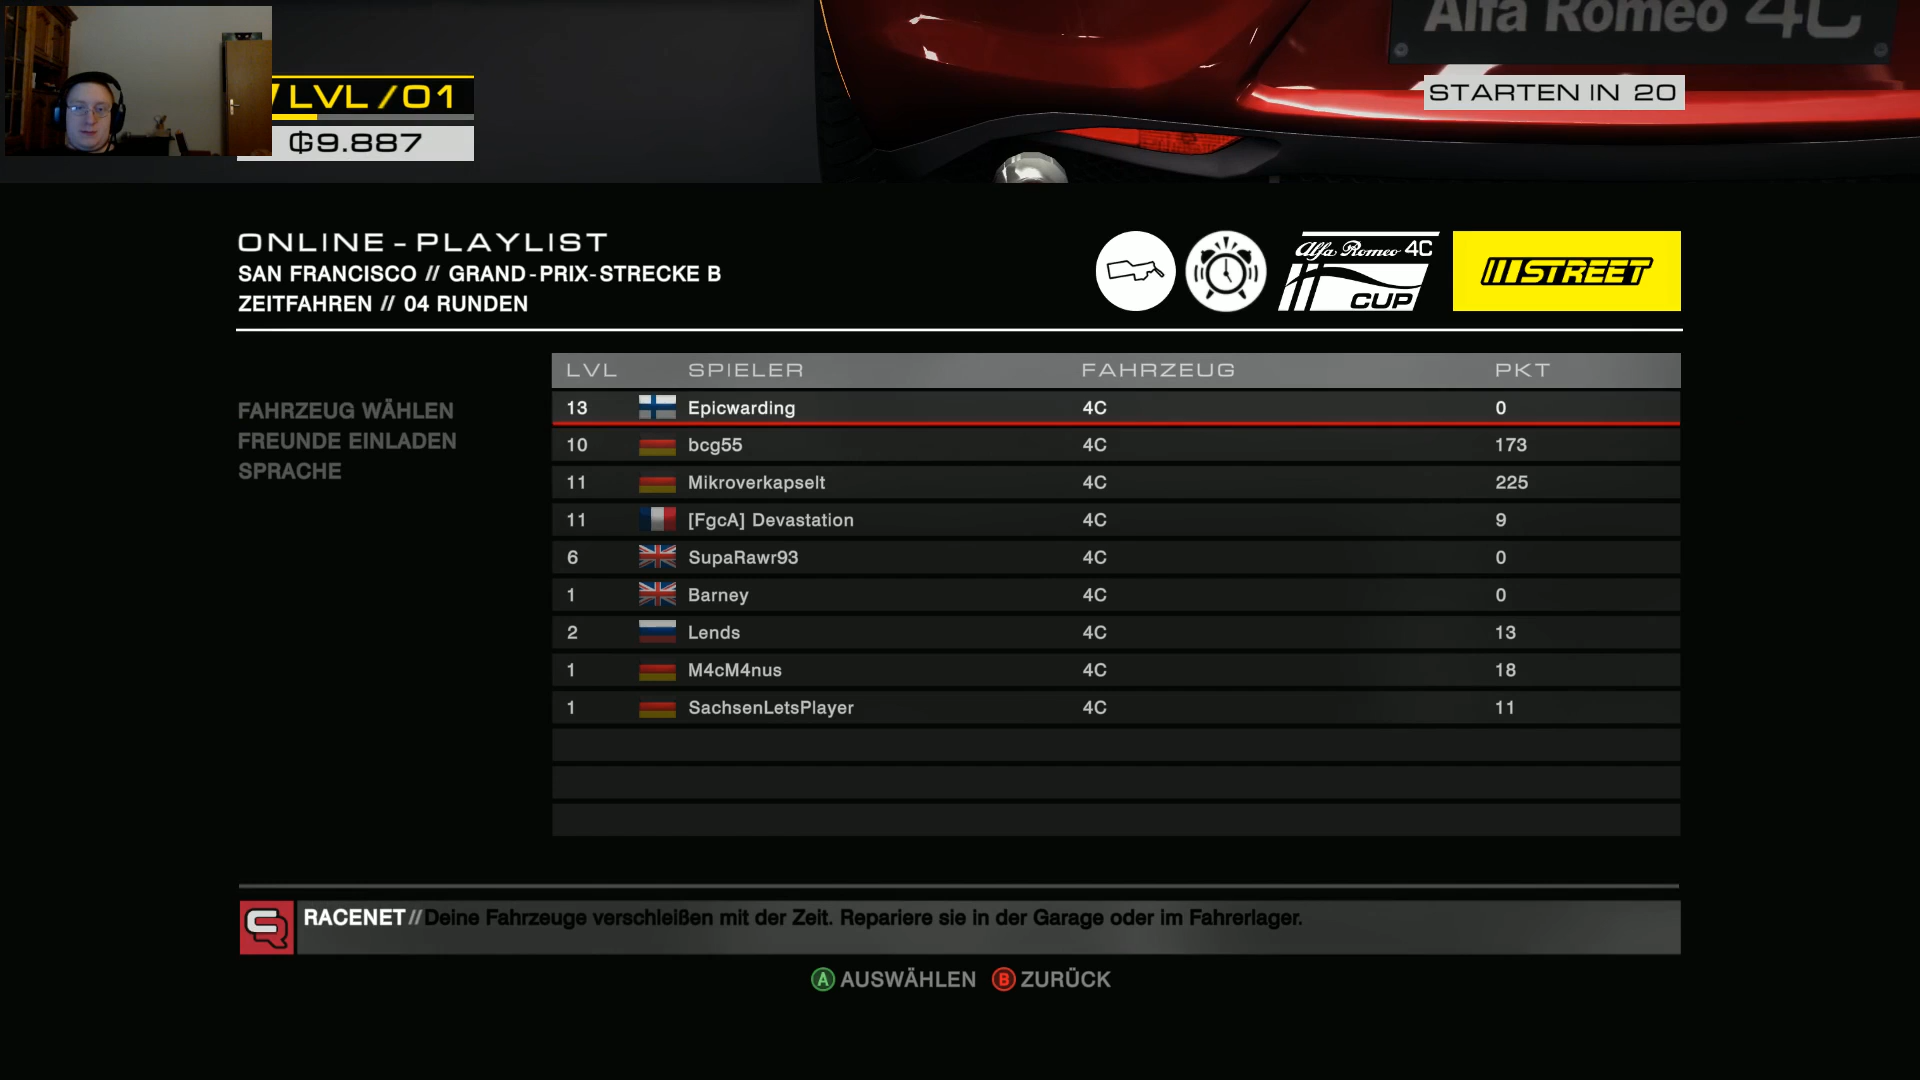 Alfa Romeo 4C
LVL/01
9.887
STARTEN IN 20
ONLINE-PLAYLIST
SAN FRANCISCO // GRAND-PRIX-STRECKE B
ZEITFAHREN // 04 RUNDEN
Alfa Romeo 4C
CUP
STREET
FAHRZEUG WÄHLEN
FREUNDE EINLADEN
SPRACHE
LVL SPIELER FAHRZEUG PKT
13 Epicwarding 4C 0
10 bcg55 4C 173
11 Mikroverkapselt 4C 225
11 [FgcA] Devastation 4C 9
6 SupaRawr93 4C 0
1 Barney 4C 0
2 Lends 4C 13
1 M4cM4nus 4C 18
1 SachsenLetsPlayer 4C 11
RACENET // Deine Fahrzeuge verschleißen mit der Zeit. Repariere sie in der Garage oder im Fahrerlager.
A AUSWÄHLEN B ZURÜCK